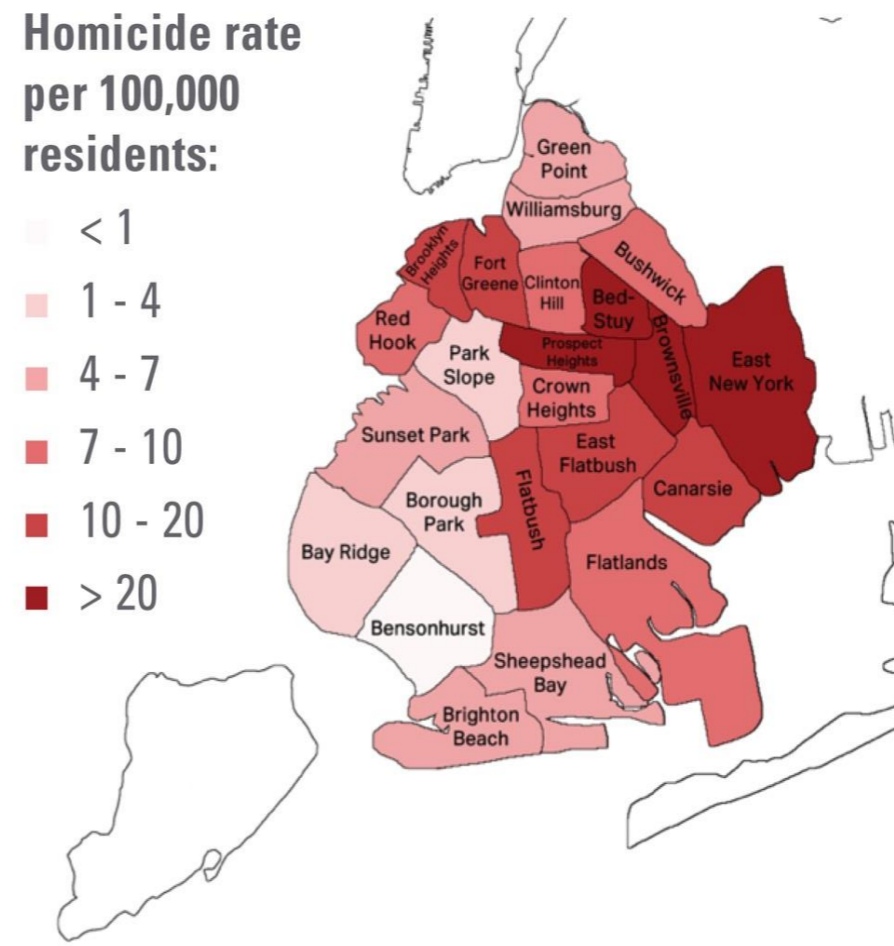 Homicide rate
per 100,000
residents:
< 1
1 - 4
4 - 7
7 - 10
10 - 20
> 20
Green
Point
Williamsburg
Bushwick
Brooklyn
Heights
Fort
Greene
Clinton
Hill
Bed-
Stuy
Brownsville
East
New York
Red
Hook
Park
Slope
Prospect
Heights
Crown
Heights
Sunset Park
East
Flatbush
Canarsie
Borough
Park
Flatbush
Bay Ridge
Flatlands
Bensonhurst
Sheepshead
Bay
Brighton
Beach